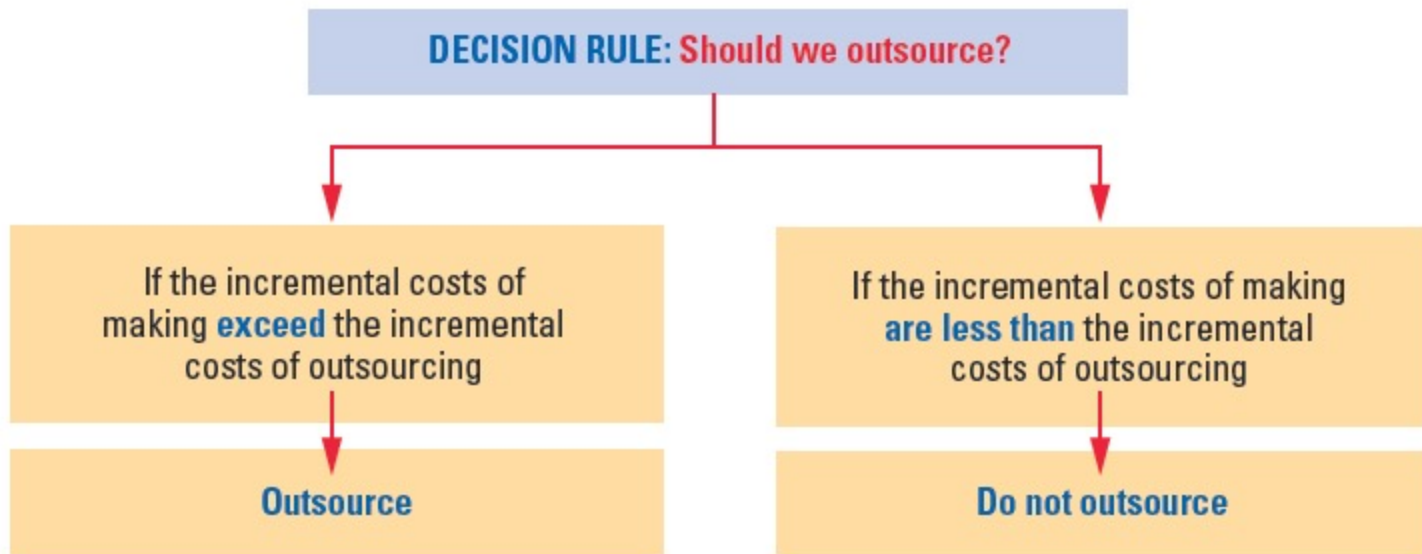 DECISION RULE: Should we outsource?
If the incremental costs of
making exceed the incremental
costs of outsourcing
If the incremental costs of making
are less than the incremental
costs of outsourcing
Outsource
Do not outsource